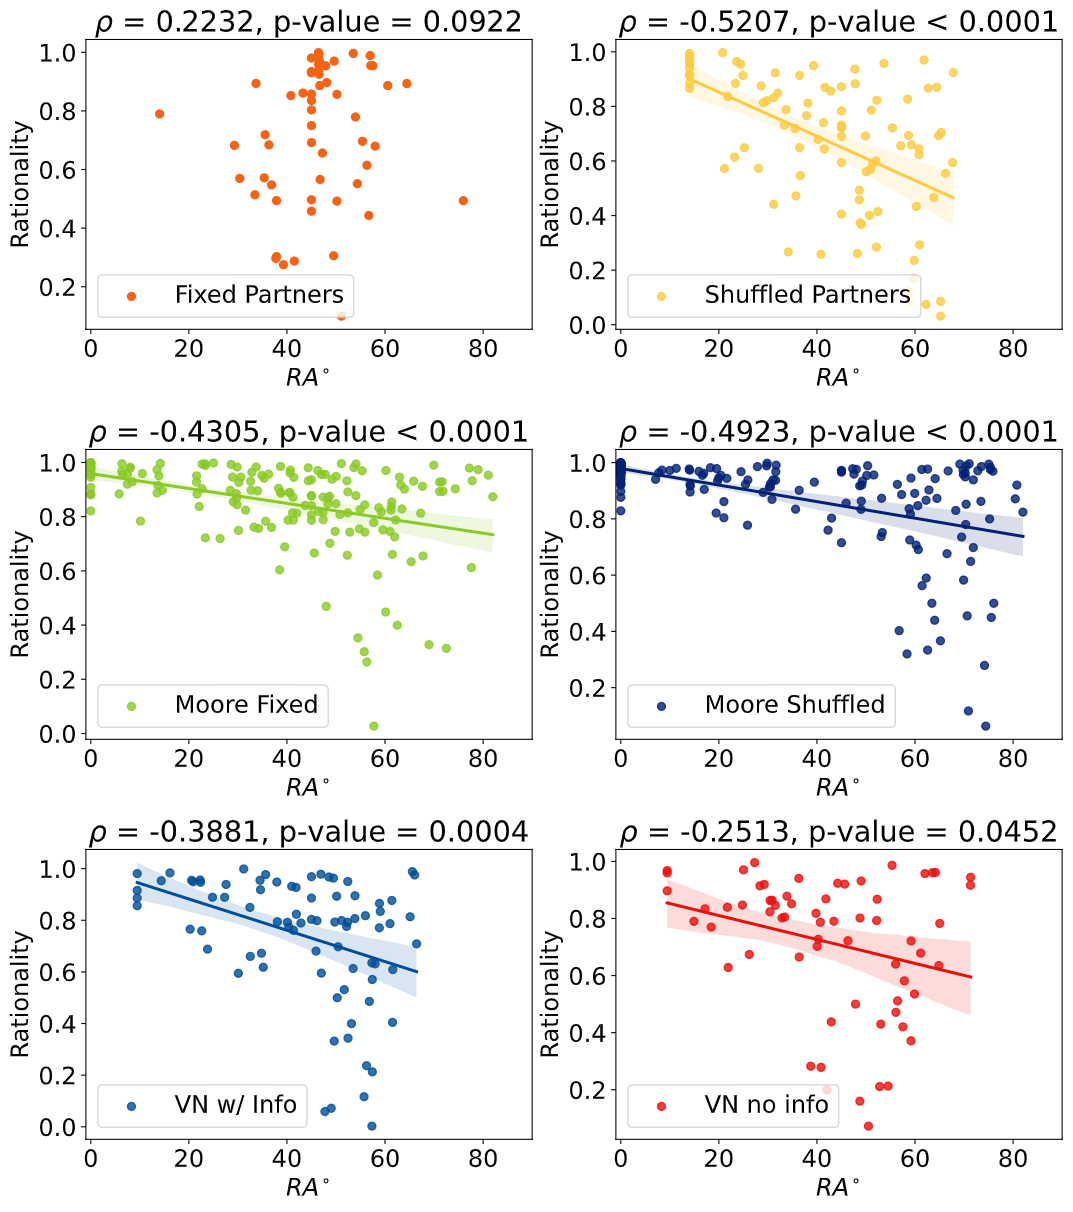 ρ = 0.2232, p-value = 0.0922
1.0
0.8
0.6
0.4
0.2
Rationality
Fixed Partners
0 20 40 60 80
RA°
ρ = -0.5207, p-value < 0.0001
1.0
0.8
0.6
0.4
0.2
0.0
Rationality
Shuffled Partners
0 20 40 60 80
RA°
ρ = -0.4305, p-value < 0.0001
1.0
0.8
0.6
0.4
0.2
0.0
Rationality
Moore Fixed
0 20 40 60 80
RA°
ρ = -0.4923, p-value < 0.0001
1.0
0.8
0.6
0.4
0.2
Rationality
Moore Shuffled
0 20 40 60 80
RA°
ρ = -0.3881, p-value = 0.0004
1.0
0.8
0.6
0.4
0.2
0.0
Rationality
VN w/ Info
0 20 40 60 80
RA°
ρ = -0.2513, p-value = 0.0452
1.0
0.8
0.6
0.4
0.2
Rationality
VN no info
0 20 40 60 80
RA°